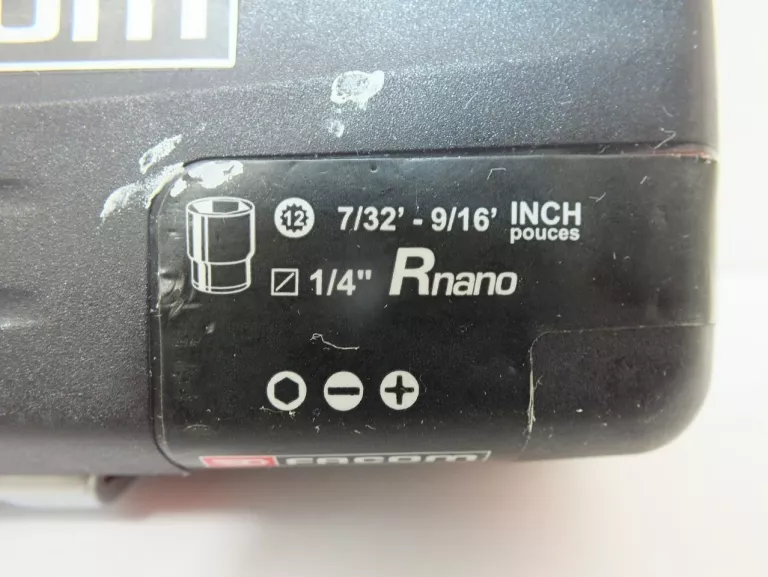 12 7/32' - 9/16' INCH
pouces
1/4" Rnano
FACOM